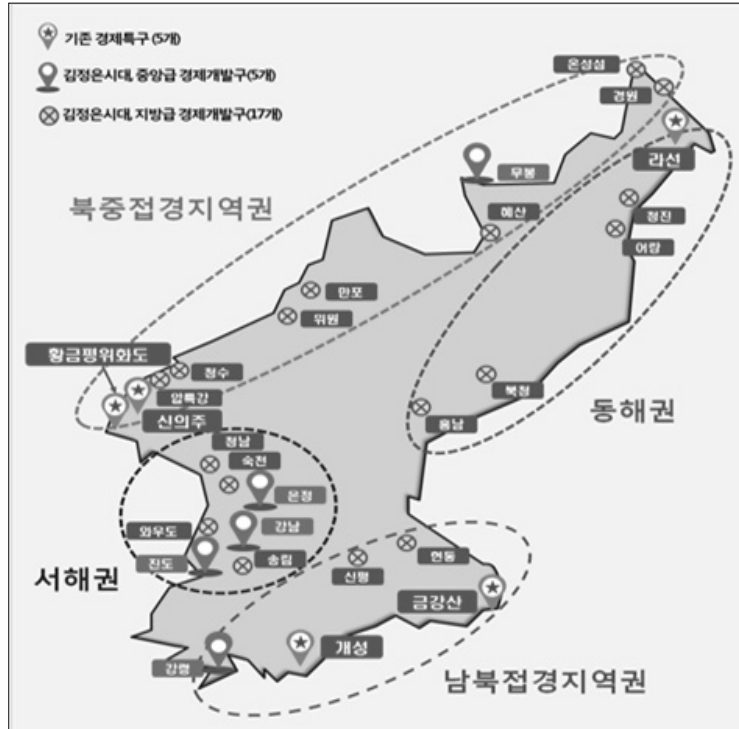 기존 경제특구(5개)
김정은시대, 중앙급 경제개발구(5개)
김정은시대, 지방급 경제개발구(17개)
온성섬
경원
라선
무봉
북중접경지역권
혜산
청진
어랑
만포
위원
황금평위화도
청수
압록강
신의주
북청
흥남
동해권
청남
숙천
은정
와우도
강남
진도
송림
서해권
신평
현동
금강산
개성
강령
남북접경지역권